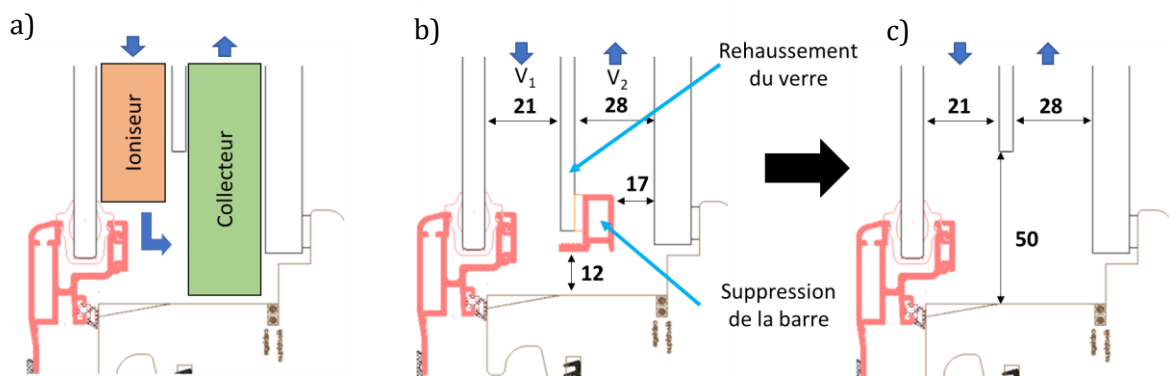 a)
Ioniseur
Collecteur
b)
V₁
V₂
21
28
17
12
Rehaussement
du verre
Suppression
de la barre
c)
21
28
50